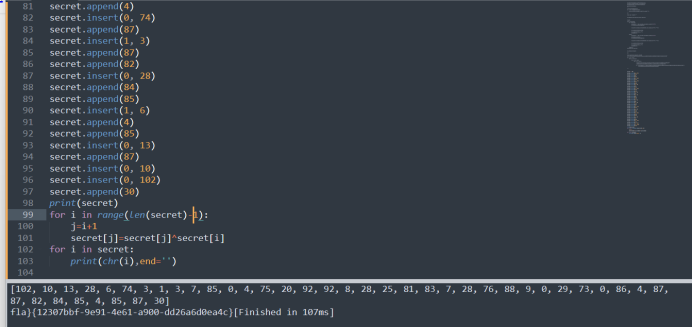 81 secret.append(4)
82 secret.insert(0, 74)
83 secret.append(87)
84 secret.insert(1, 3)
85 secret.append(87)
86 secret.append(82)
87 secret.insert(0, 28)
88 secret.append(84)
89 secret.append(85)
90 secret.insert(1, 6)
91 secret.append(4)
92 secret.append(85)
93 secret.insert(0, 13)
94 secret.append(87)
95 secret.insert(0, 10)
96 secret.insert(0, 102)
97 secret.append(30)
98 print(secret)
99 for i in range(len(secret)-1):
100 j=i+1
101 secret[j]=secret[j]^secret[i]
102 for i in secret:
103 print(chr(i),end='')
104
[102, 10, 13, 28, 6, 74, 3, 1, 3, 7, 85, 0, 4, 75, 20, 92, 92, 8, 28, 25, 81, 83, 7, 28, 76, 88, 9, 0, 29, 73, 0, 86, 4, 87,
87, 82, 84, 85, 4, 85, 87, 30]
fla}{12307bbf-9e91-4e61-a900-dd26a6d0ea4c}[Finished in 107ms]